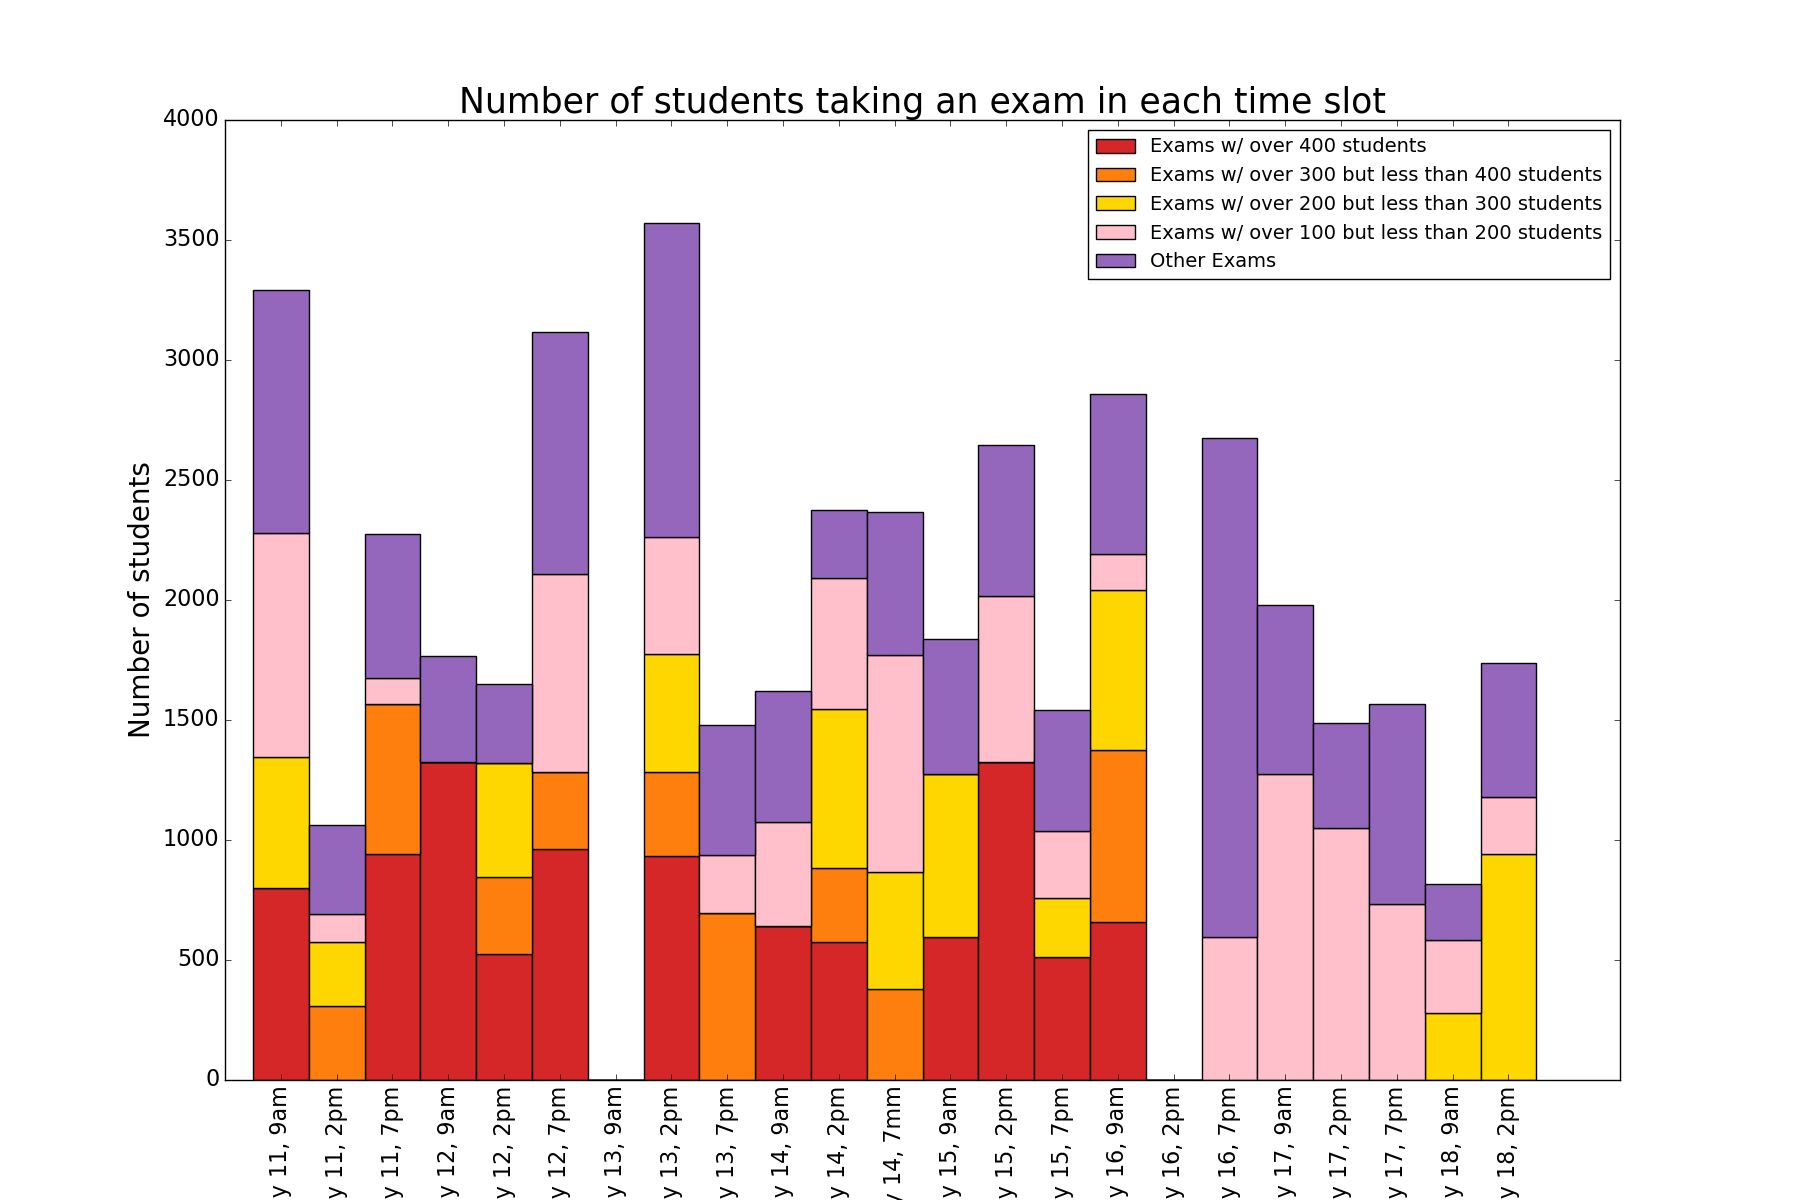 Number of students taking an exam in each time slot
Exams w/ over 400 students
Exams w/ over 300 but less than 400 students
Exams w/ over 200 but less than 300 students
Exams w/ over 100 but less than 200 students
Other Exams
Number of students
4000
3500
3000
2500
2000
1500
1000
500
0
y 11, 9am
y 11, 2pm
y 11, 7pm
y 12, 9am
y 12, 2pm
y 12, 7pm
y 13, 9am
y 13, 2pm
y 13, 7pm
y 14, 9am
y 14, 2pm
y 14, 7mm
y 15, 9am
y 15, 2pm
y 15, 7pm
y 16, 9am
y 16, 2pm
y 16, 7pm
y 17, 9am
y 17, 2pm
y 17, 7pm
y 18, 9am
y 18, 2pm